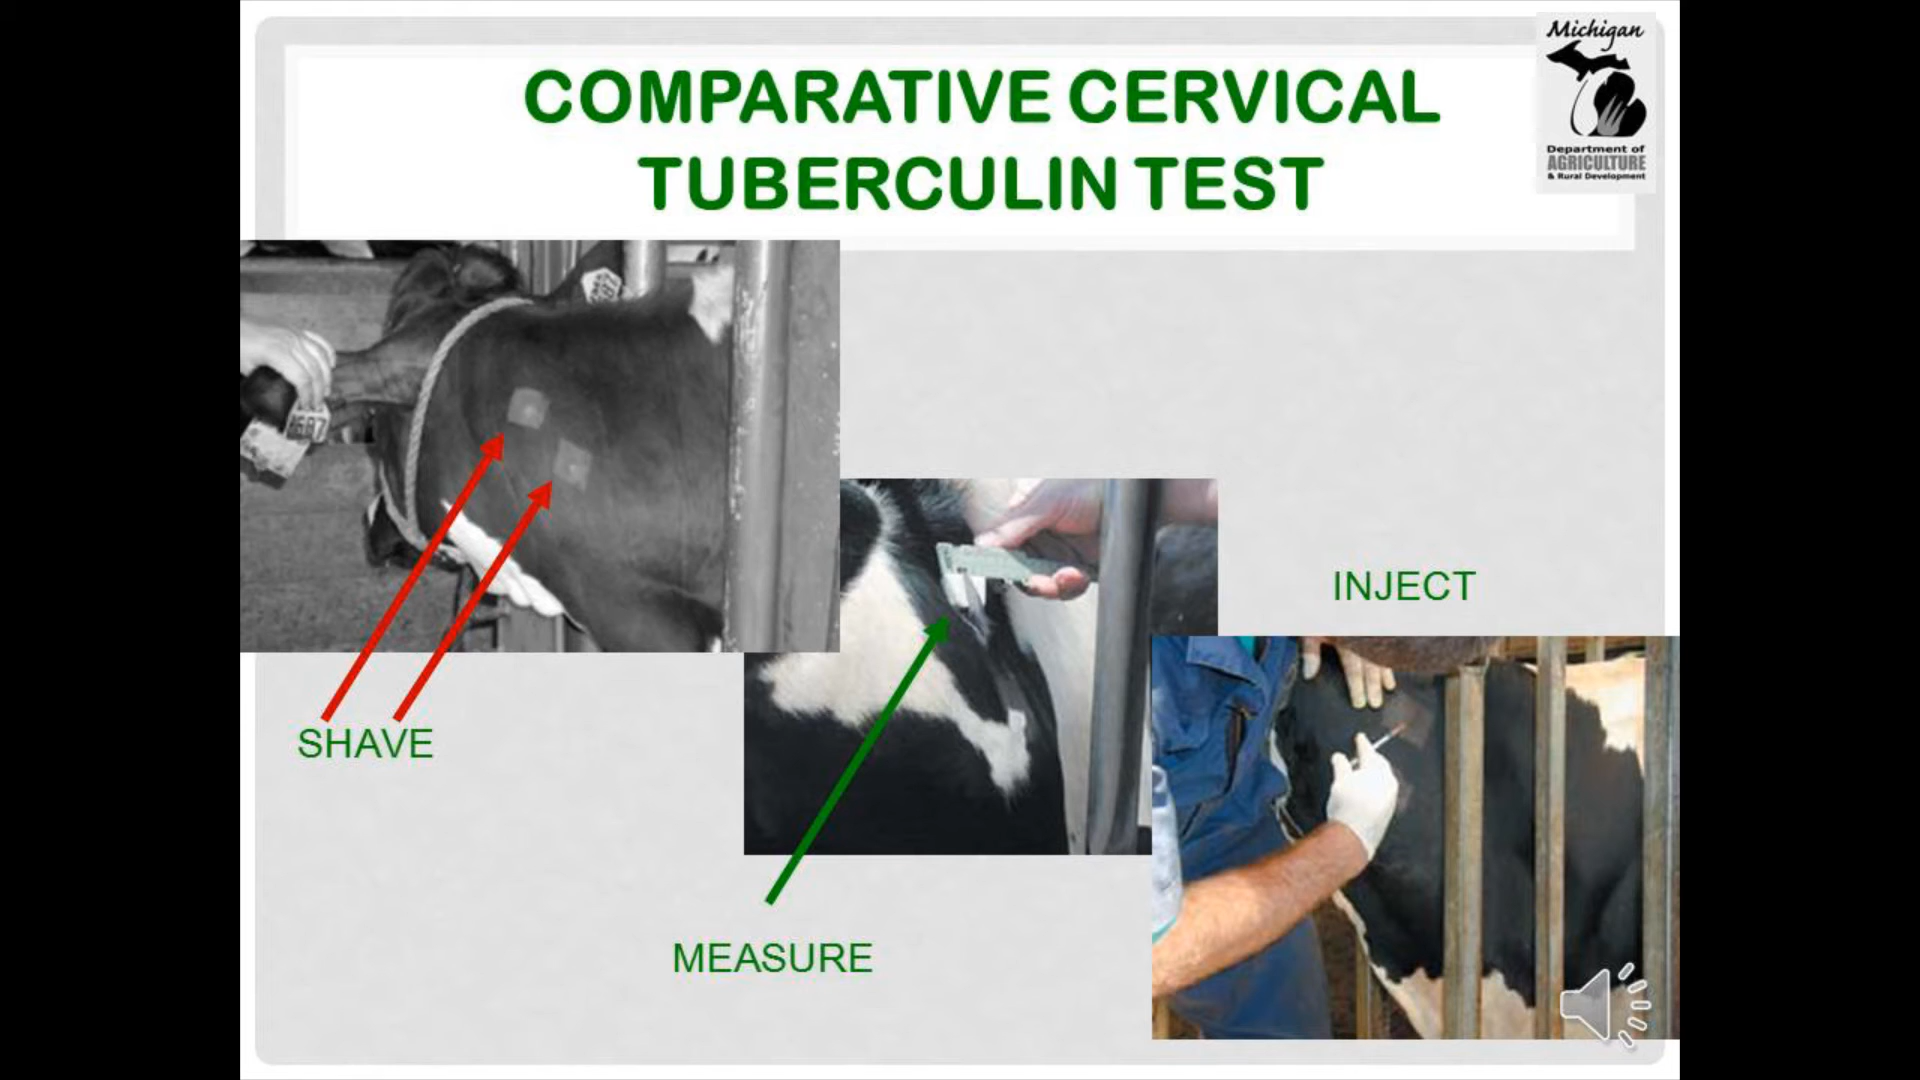 COMPARATIVE CERVICAL
TUBERCULIN TEST
Michigan
Department of
AGRICULTURE
& Rural Development
INJECT
SHAVE
MEASURE